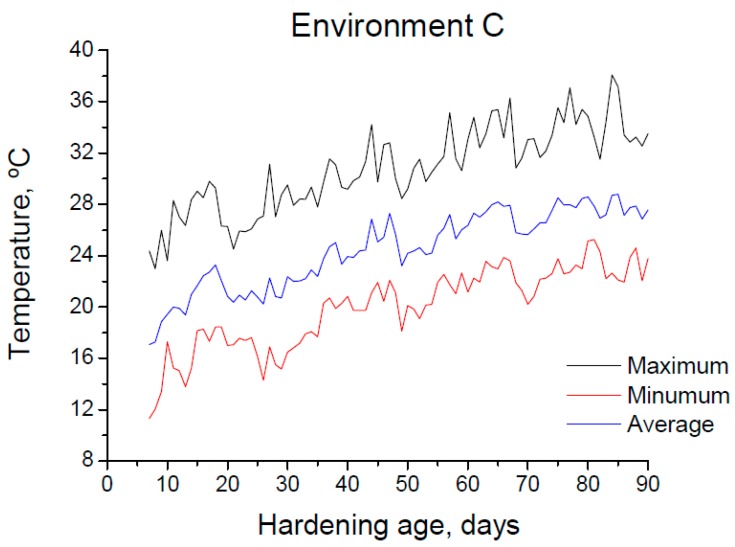 Environment C
40
36
32
28
24
20
16
12
8
Temperature, ºC
Maximum
Minumum
Average
0 10 20 30 40 50 60 70 80 90
Hardening age, days